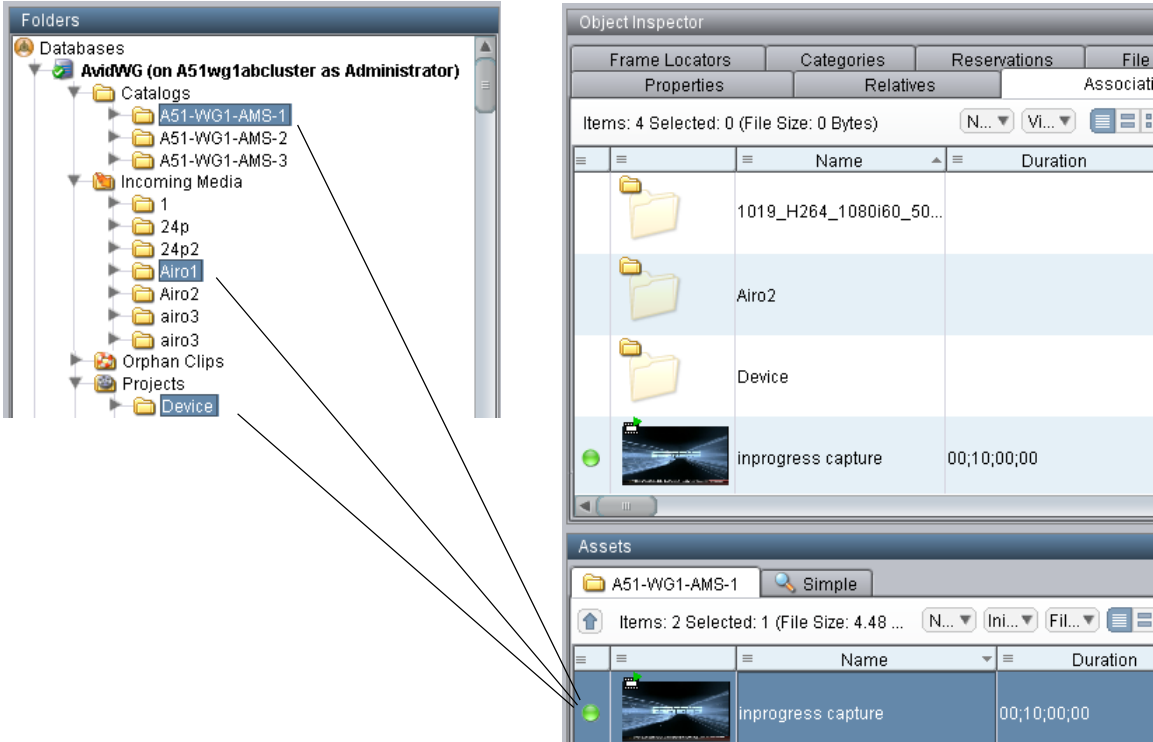 Folders
Databases
AvidWG (on A51wg1abcluster as Administrator)
Catalogs
A51-WG1-AMS-1
A51-WG1-AMS-2
A51-WG1-AMS-3
Incoming Media
1
24p
24p2
Airo1
Airo2
airo3
airo3
Orphan Clips
Projects
Device
Object Inspector
Frame Locators Categories Reservations File
Properties Relatives Associati
Items: 4 Selected: 0 (File Size: 0 Bytes) N... Vi...
Name Duration
1019_H264_1080i60_50...
Airo2
Device
inprogress capture 00;10;00;00
Assets
A51-WG1-AMS-1 Simple
Items: 2 Selected: 1 (File Size: 4.48 ... N... Ini... Fil...
Name Duration
inprogress capture 00;10;00;00